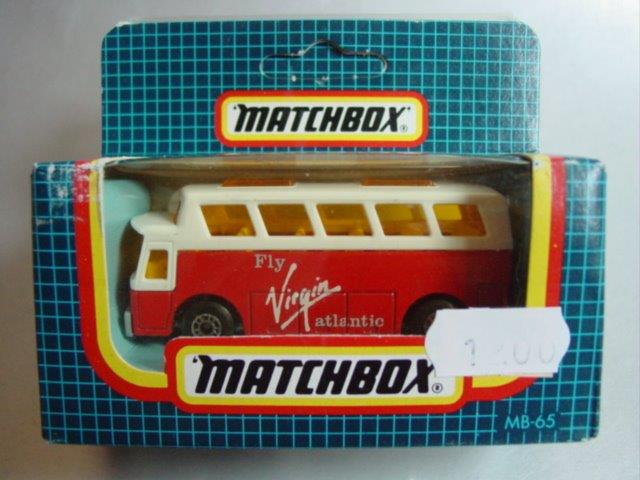 "MATCHBOX"®
Fly
Virgin
atlantic
"MATCHBOX"®
MB-65